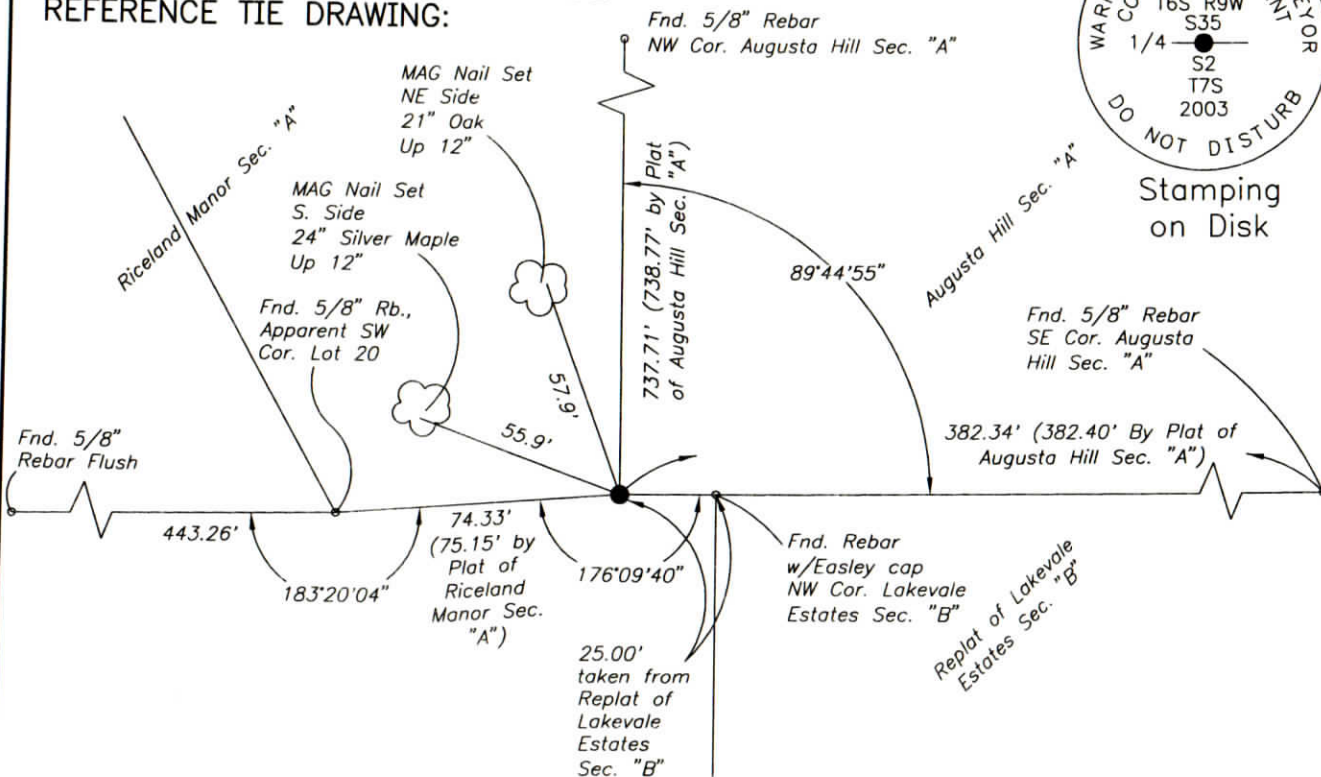 REFERENCE TIE DRAWING:
Fnd. 5/8" Rebar
NW Cor. Augusta Hill Sec. "A"
MAG Nail Set
NE Side
21" Oak
Up 12"
Riceland Manor Sec. "A"
MAG Nail Set
S. Side
24" Silver Maple
Up 12"
Fnd. 5/8" Rb.,
Apparent SW
Cor. Lot 20
Fnd. 5/8"
Rebar Flush
57.9'
55.9'
737.71' (738.77' by Plat
of Augusta Hill Sec. "A")
89°44'55"
Augusta Hill Sec. "A"
T6S R9W
S35
1/4
S2
T7S
2003
DO NOT DISTURB
Stamping
on Disk
Fnd. 5/8" Rebar
SE Cor. Augusta
Hill Sec. "A"
382.34' (382.40' By Plat of
Augusta Hill Sec. "A")
443.26'
183°20'04"
74.33'
(75.15' by
Plat of
Riceland
Manor Sec.
"A")
176°09'40"
Fnd. Rebar
w/Easley cap
NW Cor. Lakevale
Estates Sec. "B"
25.00'
taken from
Replat of
Lakevale
Estates
Sec. "B"
Replat of Lakevale
Estates Sec. "B"